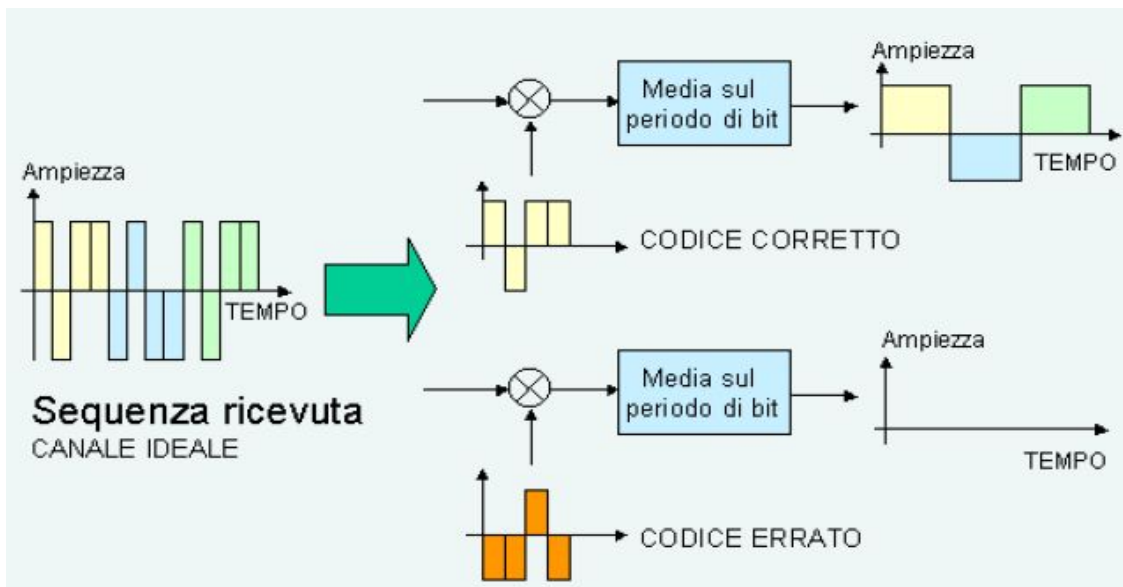 Ampiezza
Media sul
periodo di bit
TEMPO
Ampiezza
TEMPO
CODICE CORRETTO
Sequenza ricevuta
CANALE IDEALE
Ampiezza
Media sul
periodo di bit
TEMPO
CODICE ERRATO